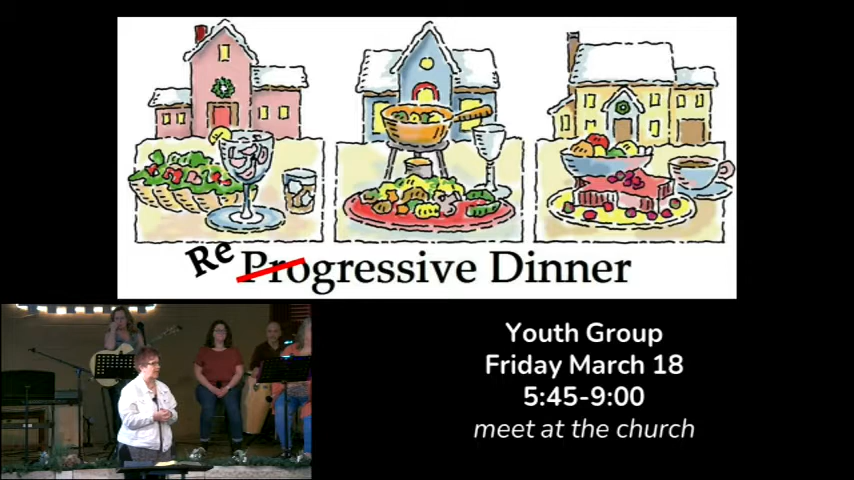 Re
Progressive Dinner
Youth Group
Friday March 18
5:45-9:00
meet at the church